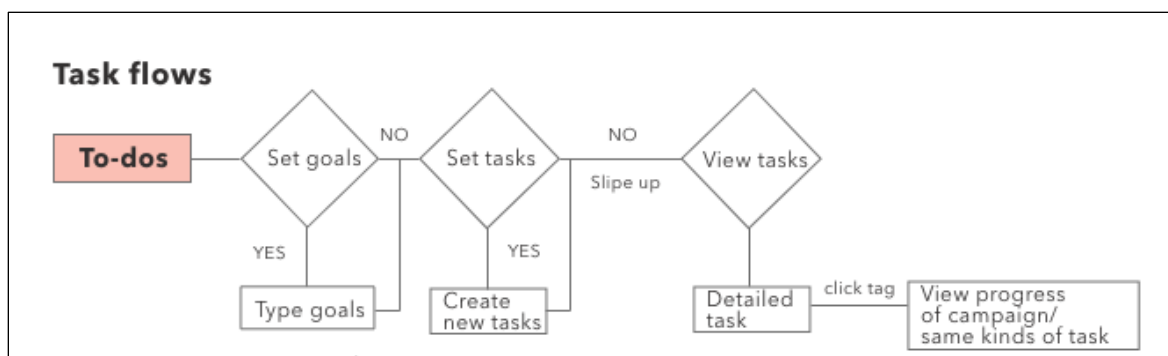 Task flows
To-dos
Set goals
NO
Set tasks
NO
View tasks
Slipe up
YES
YES
Type goals
Create
new tasks
Detailed
task
click tag
View progress
of campaign/
same kinds of task